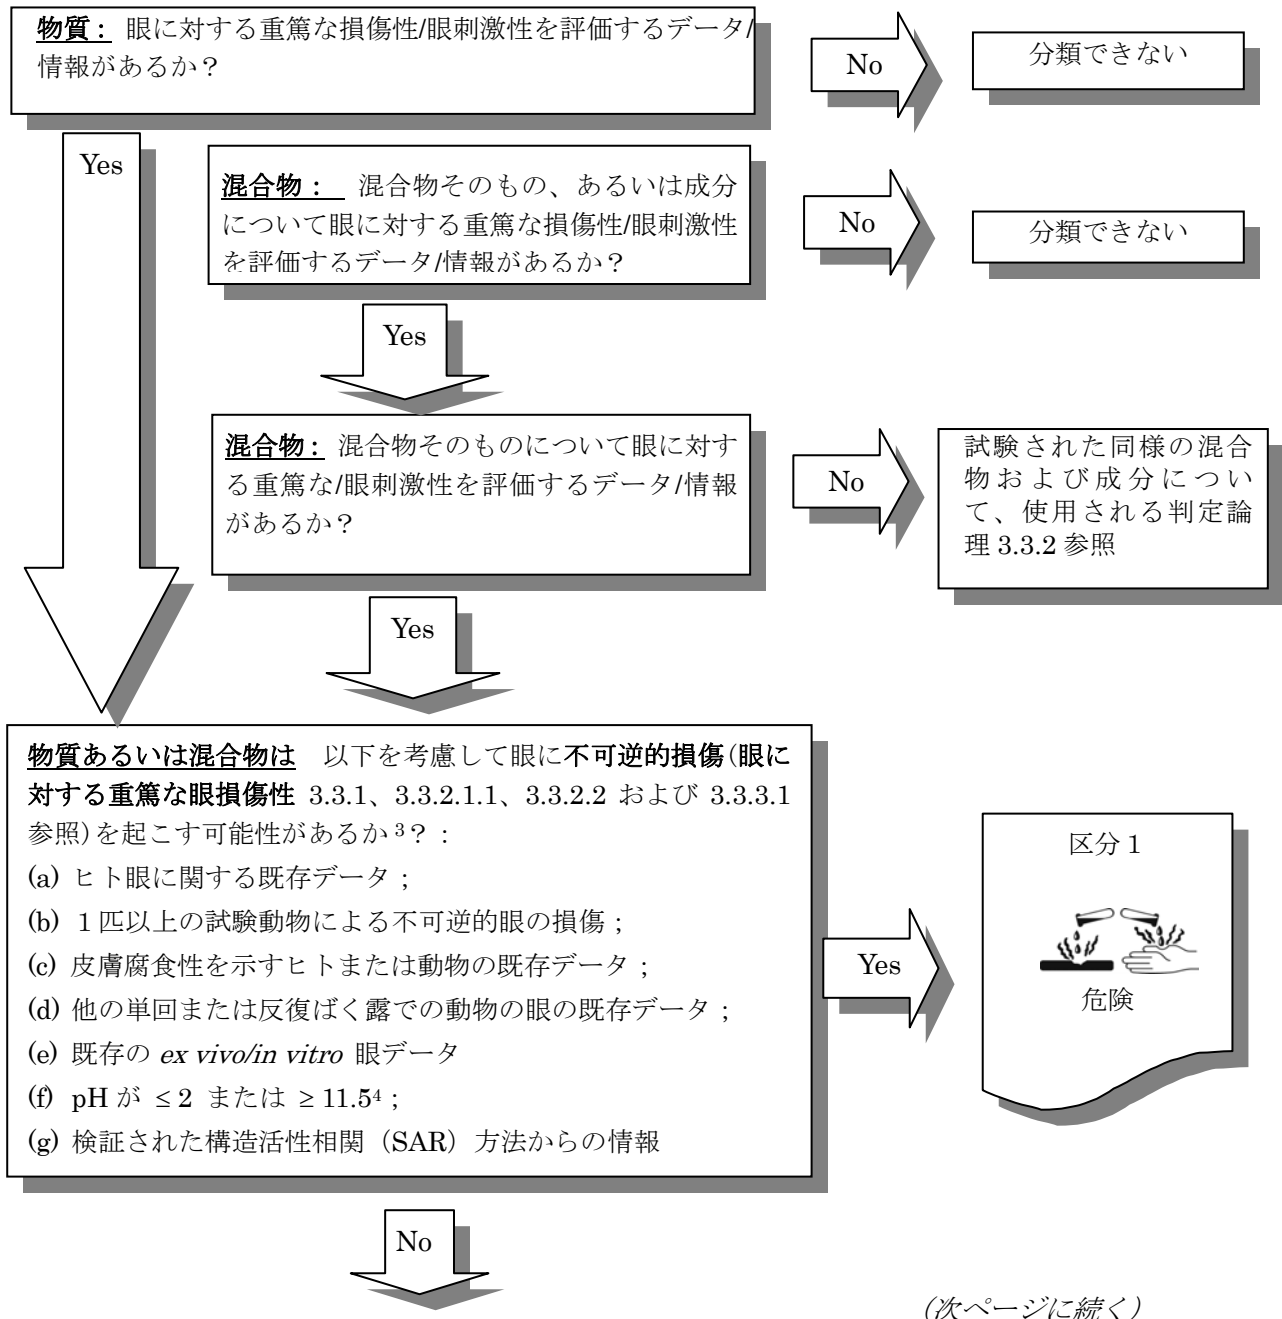 物質： 眼に対する重篤な損傷性/眼刺激性を評価するデータ/
情報があるか？
No
分類できない
Yes
混合物： 混合物そのもの、あるいは成分
について眼に対する重篤な損傷性/眼刺激性
を評価するデータ/情報があるか？
No
分類できない
Yes
混合物： 混合物そのものについて眼に対す
る重篤な/眼刺激性を評価するデータ/情報
があるか？
No
試験された同様の混合
物および成分につい
て、使用される判定論
理 3.3.2 参照
Yes
物質あるいは混合物は 以下を考慮して眼に不可逆的損傷（眼に
対する重篤な眼損傷性 3.3.1、3.3.2.1.1、3.3.2.2 および 3.3.3.1
参照）を起こす可能性があるか³？：
(a) ヒト眼に関する既存データ；
(b) １匹以上の試験動物による不可逆的眼の損傷；
(c) 皮膚腐食性を示すヒトまたは動物の既存データ；
(d) 他の単回または反復ばく露での動物の眼の既存データ；
(e) 既存の ex vivo/in vitro 眼データ
(f) pH が ≤ 2 または ≥ 11.5⁴；
(g) 検証された構造活性相関（SAR）方法からの情報
Yes
区分 1
危険
No
（次ページに続く）